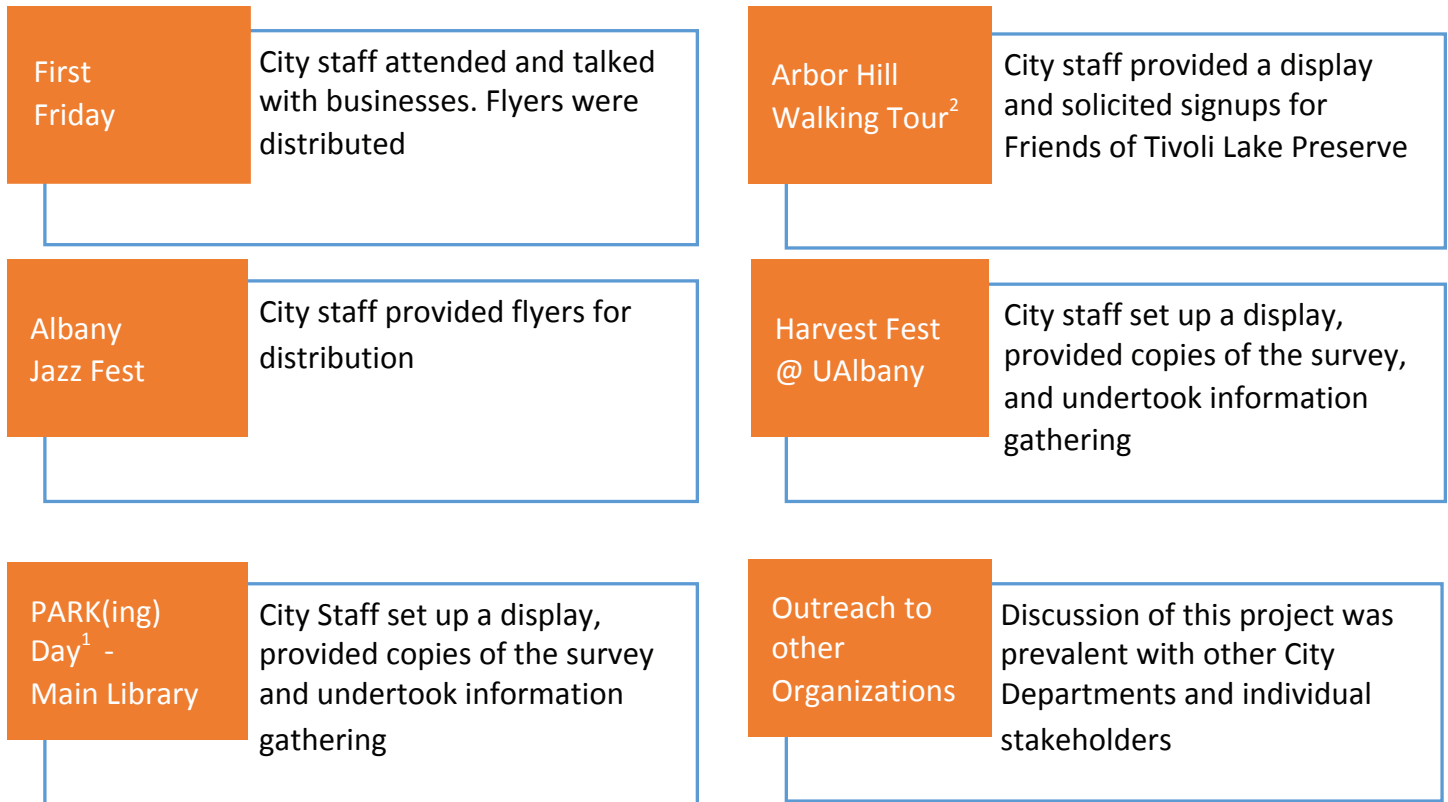 First
Friday
City staff attended and talked
with businesses. Flyers were
distributed
Arbor Hill
Walking Tour2
City staff provided a display
and solicited signups for
Friends of Tivoli Lake Preserve
Albany
Jazz Fest
City staff provided flyers for
distribution
Harvest Fest
@ UAlbany
City staff set up a display,
provided copies of the survey,
and undertook information
gathering
PARK(ing)
Day1 -
Main Library
City Staff set up a display,
provided copies of the survey
and undertook information
gathering
Outreach to
other
Organizations
Discussion of this project was
prevalent with other City
Departments and individual
stakeholders